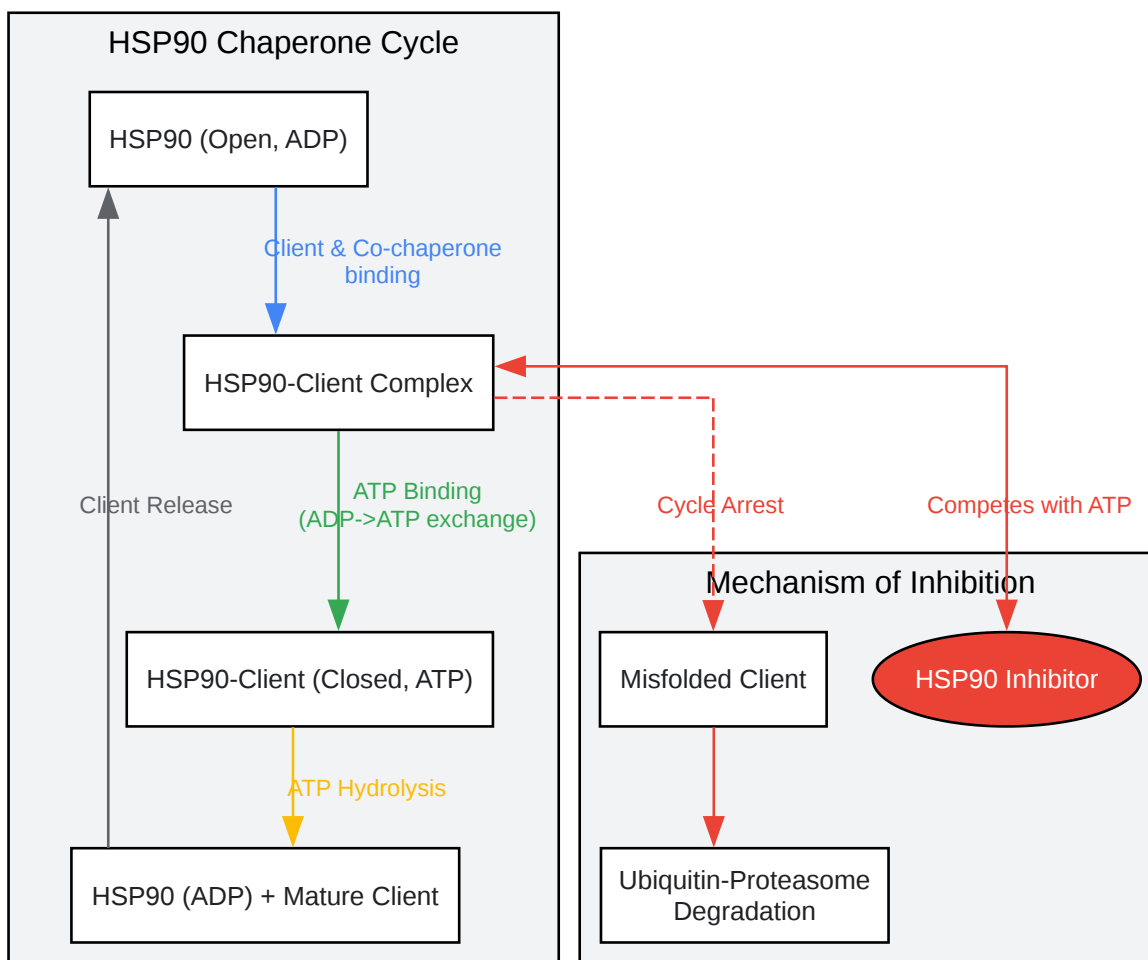 HSP90 Chaperone Cycle
HSP90 (Open, ADP)
Client & Co-chaperone
binding
HSP90-Client Complex
Client Release
ATP Binding
(ADP->ATP exchange)
Cycle Arrest
Competes with ATP
Mechanism of Inhibition
HSP90-Client (Closed, ATP)
Misfolded Client
HSP90 Inhibitor
ATP Hydrolysis
HSP90 (ADP) + Mature Client
Ubiquitin-Proteasome
Degradation